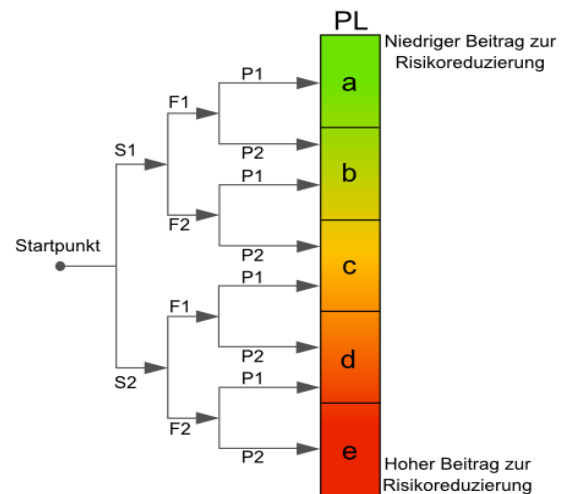 PL
Niedriger Beitrag zur
Risikoreduzierung
P1
a
F1
P2
S1
P1
b
F2
P2
Startpunkt
c
P1
F1
P2
d
S2
P1
F2
P2
e
Hoher Beitrag zur
Risikoreduzierung